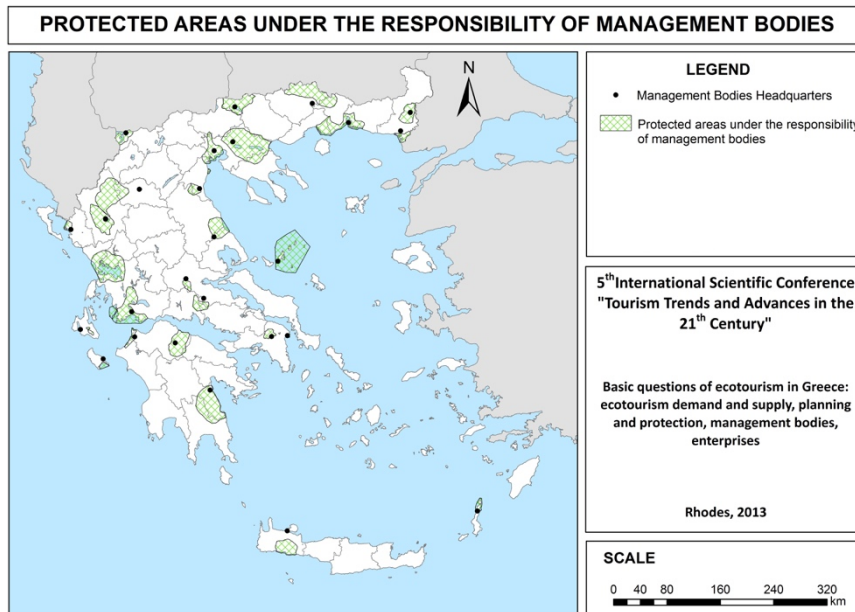 PROTECTED AREAS UNDER THE RESPONSIBILITY OF MANAGEMENT BODIES
N
LEGEND
Management Bodies Headquarters
Protected areas under the responsibility
of management bodies
5th International Scientific Conference
"Tourism Trends and Advances in the
21th Century"
Basic questions of ecotourism in Greece:
ecotourism demand and supply, planning
and protection, management bodies,
enterprises
Rhodes, 2013
SCALE
0 40 80 160 240 320
km